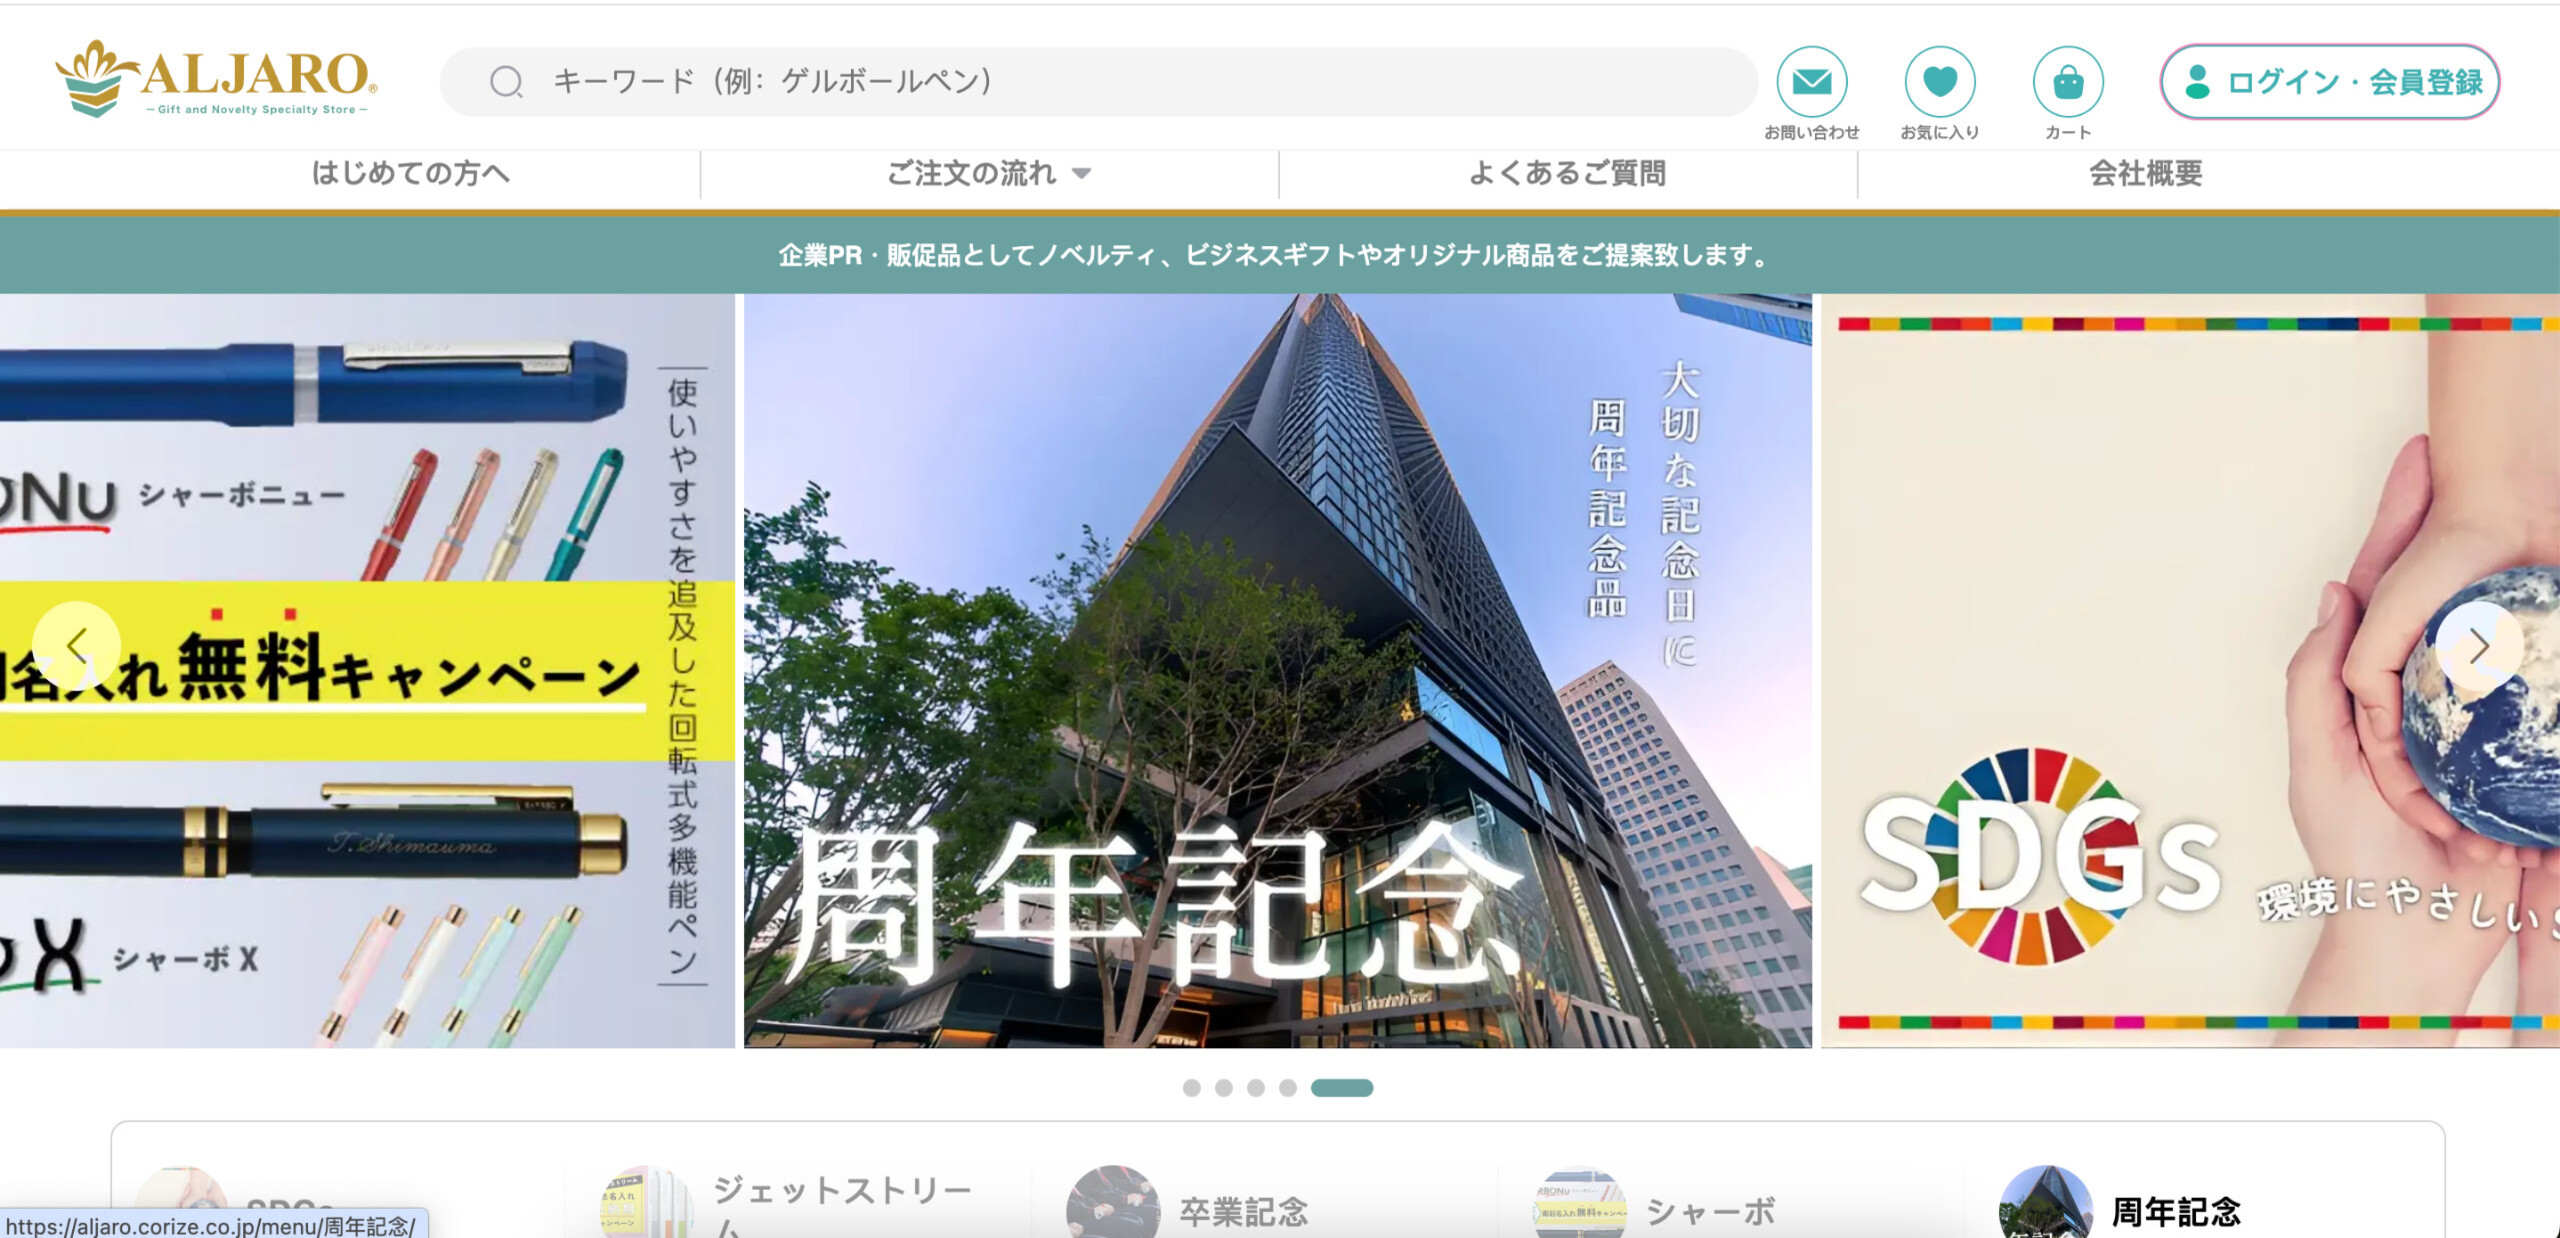 ALJARO®
Gift and Novelty Specialty Store
キーワード（例：ゲルボールペン）
お問い合わせ
お気に入り
カート
ログイン・会員登録
はじめての方へ
ご注文の流れ
よくあるご質問
会社概要
企業PR・販促品としてノベルティ、ビジネスギフトやオリジナル商品をご提案致します。
使いやすさを追及した回転式多機能ペン
Nu シャーボニュー
名入れ無料キャンペーン
T.Shimauma
X シャーボX
大切な記念日に
周年記念品
周年記念
SDGs
環境にやさしい
ジェットストリーム
卒業記念
シャーボ
周年記念
https://aljaro.corize.co.jp/menu/周年記念/